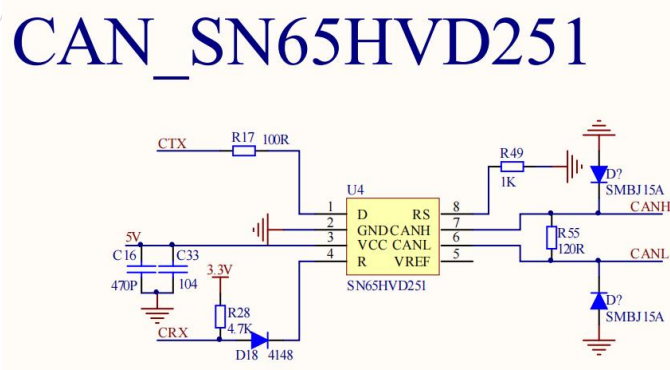 CAN_SN65HVD251
CTX
R17 100R
R49
1K
D?
SMBJ15A
CANH
U4
1 D RS 8
2 GND CANH 7
3 VCC CANL 6
4 R VREF 5
SN65HVD251
R55
120R
CANL
5V
C16 C33
470P 104
3.3V
R28
4.7K
CRX
D18 4148
D?
SMBJ15A